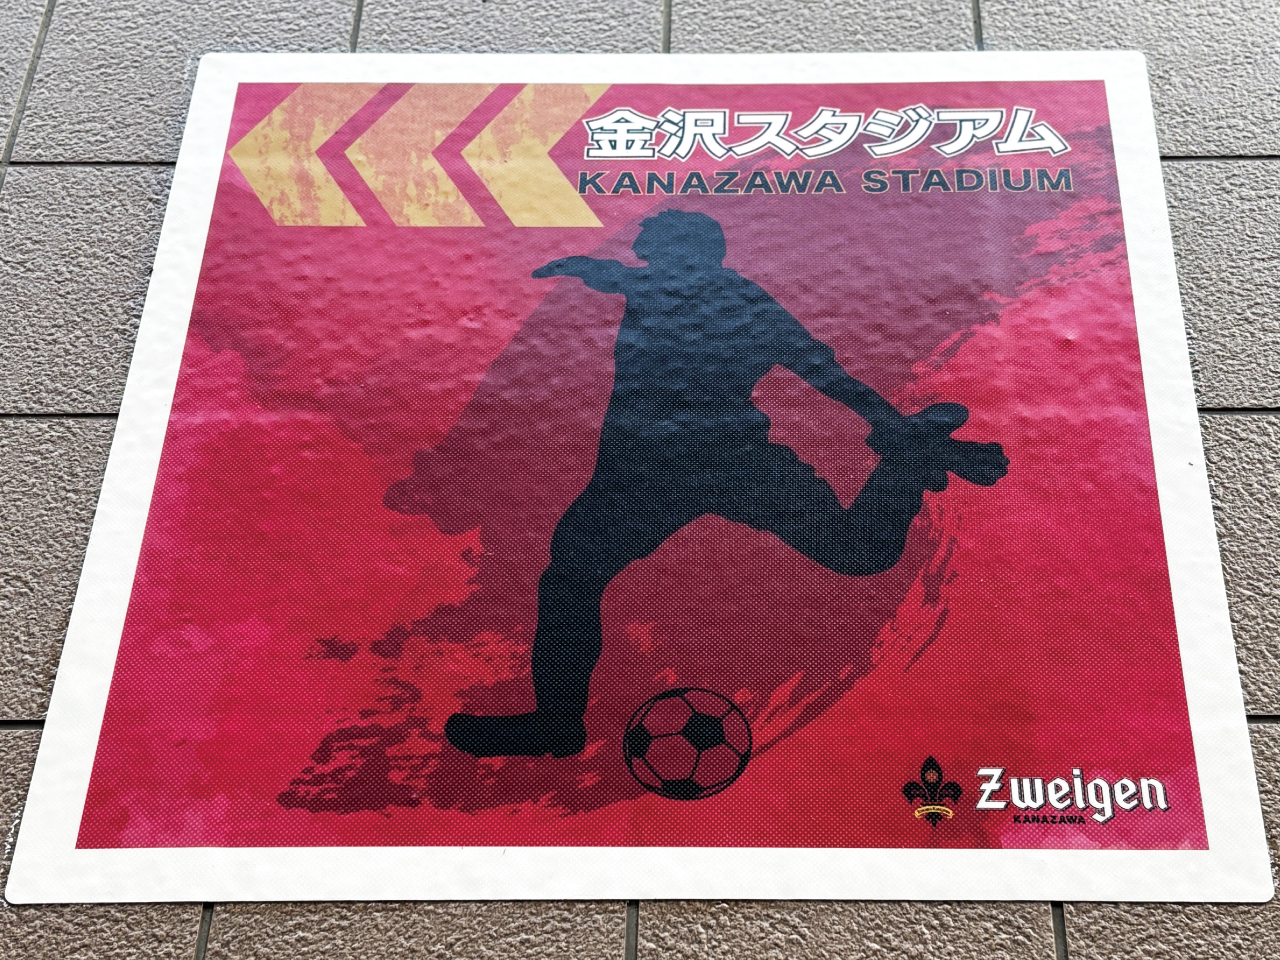 金沢スタジアム
KANAZAWA STADIUM
Zweigen
KANAZAWA